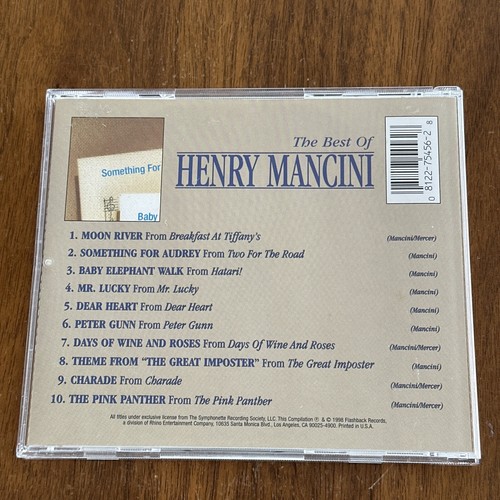 Something For
Baby
The Best Of
HENRY MANCINI
0 8122-75456-2 8
1. MOON RIVER From Breakfast At Tiffany's (Mancini/Mercer)
2. SOMETHING FOR AUDREY From Two For The Road (Mancini)
3. BABY ELEPHANT WALK From Hatari! (Mancini)
4. MR. LUCKY From Mr. Lucky (Mancini)
5. DEAR HEART From Dear Heart (Mancini)
6. PETER GUNN From Peter Gunn (Mancini)
7. DAYS OF WINE AND ROSES From Days Of Wine And Roses (Mancini/Mercer)
8. THEME FROM "THE GREAT IMPOSTER" From The Great Imposter (Mancini)
9. CHARADE From Charade (Mancini)
10. THE PINK PANTHER From The Pink Panther (Mancini/Mercer)
All titles under exclusive license from The Symphonette Recording Society, LLC. This Compilation ℗ & © 1996 Flashback Records,
a division of Rhino Entertainment Company, 10635 Santa Monica Blvd., Los Angeles, CA 90025-4900. Printed in U.S.A.